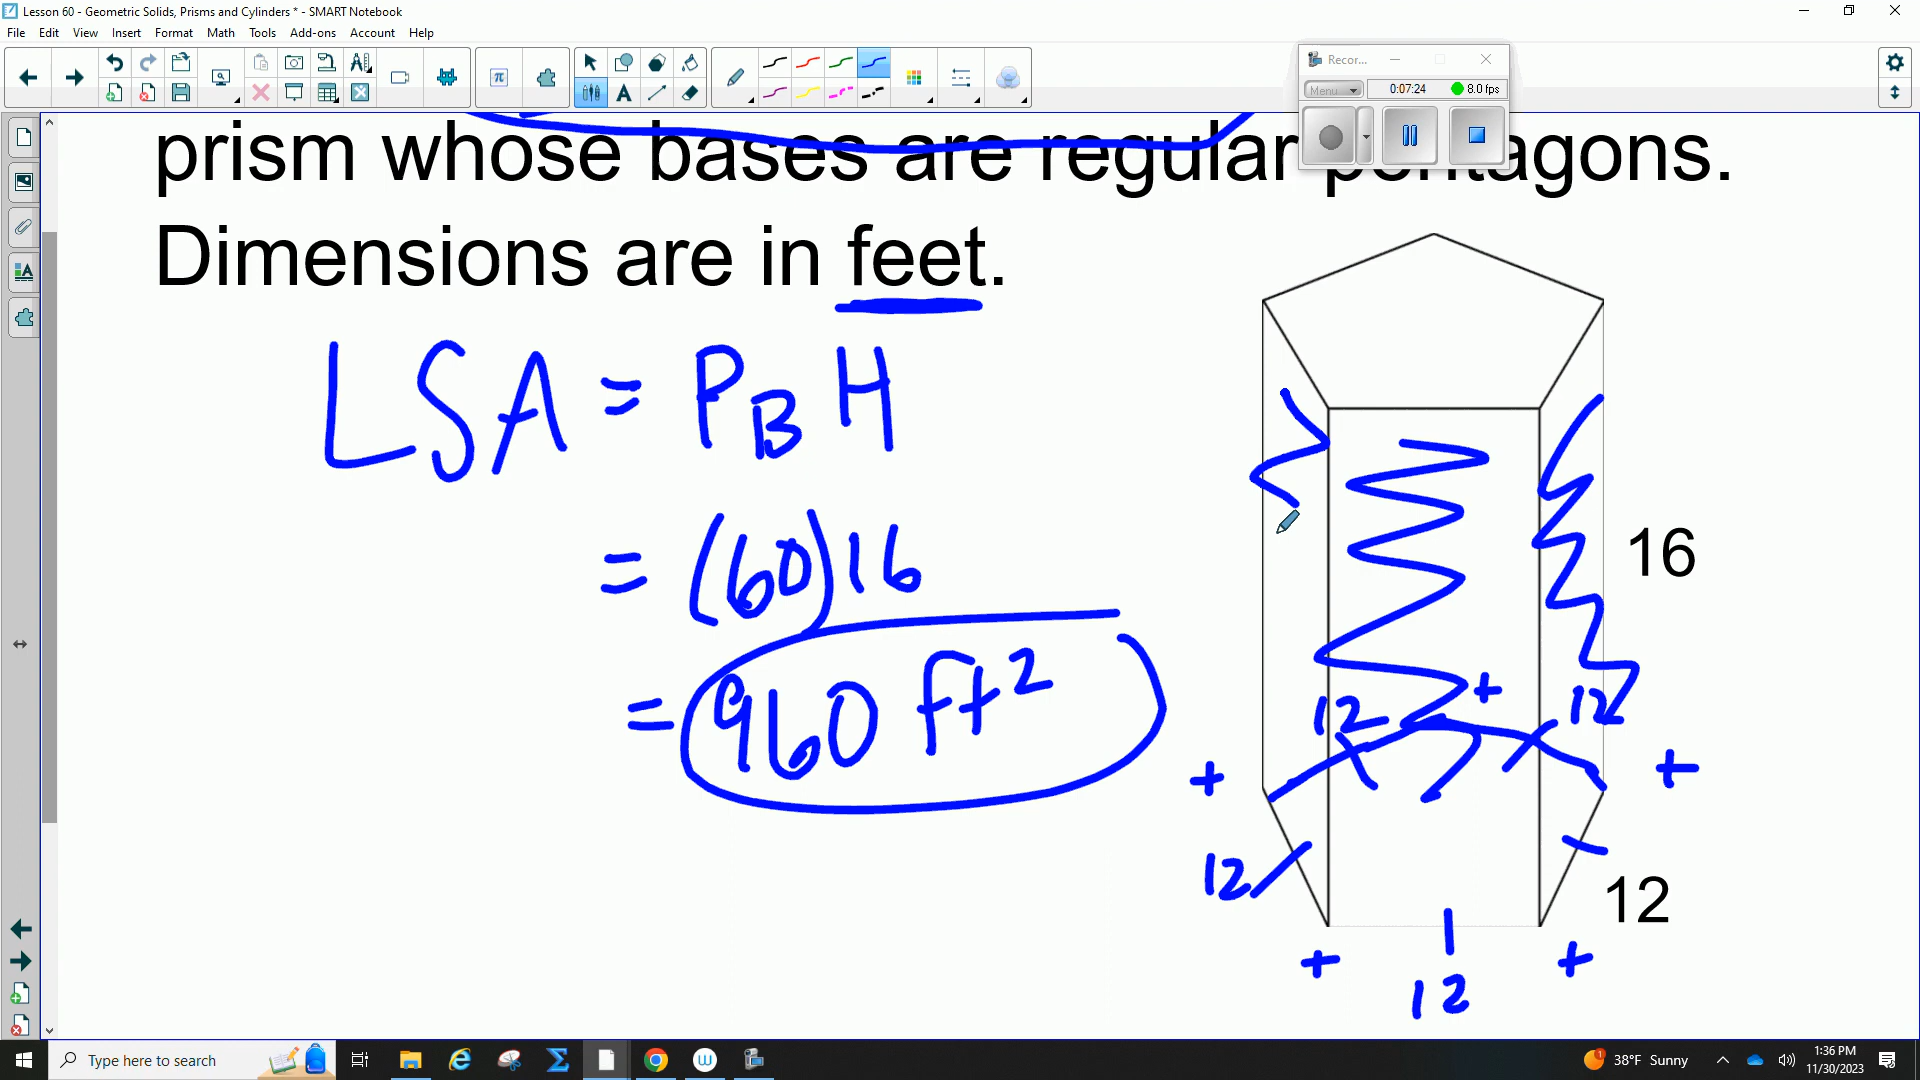 Lesson 60 - Geometric Solids, Prisms and Cylinders * - SMART Notebook
File Edit View Insert Format Math Tools Add-ons Account Help
Recor...
Menu 0:07:24 8.0 fps
prism whose bases are regular pentagons.
Dimensions are in feet.
LSA = PB H
= (60)16
= 960 ft²
16
12 + 12
+ +
12 12
+ +
12
Type here to search
38°F Sunny
1:36 PM
11/30/2023